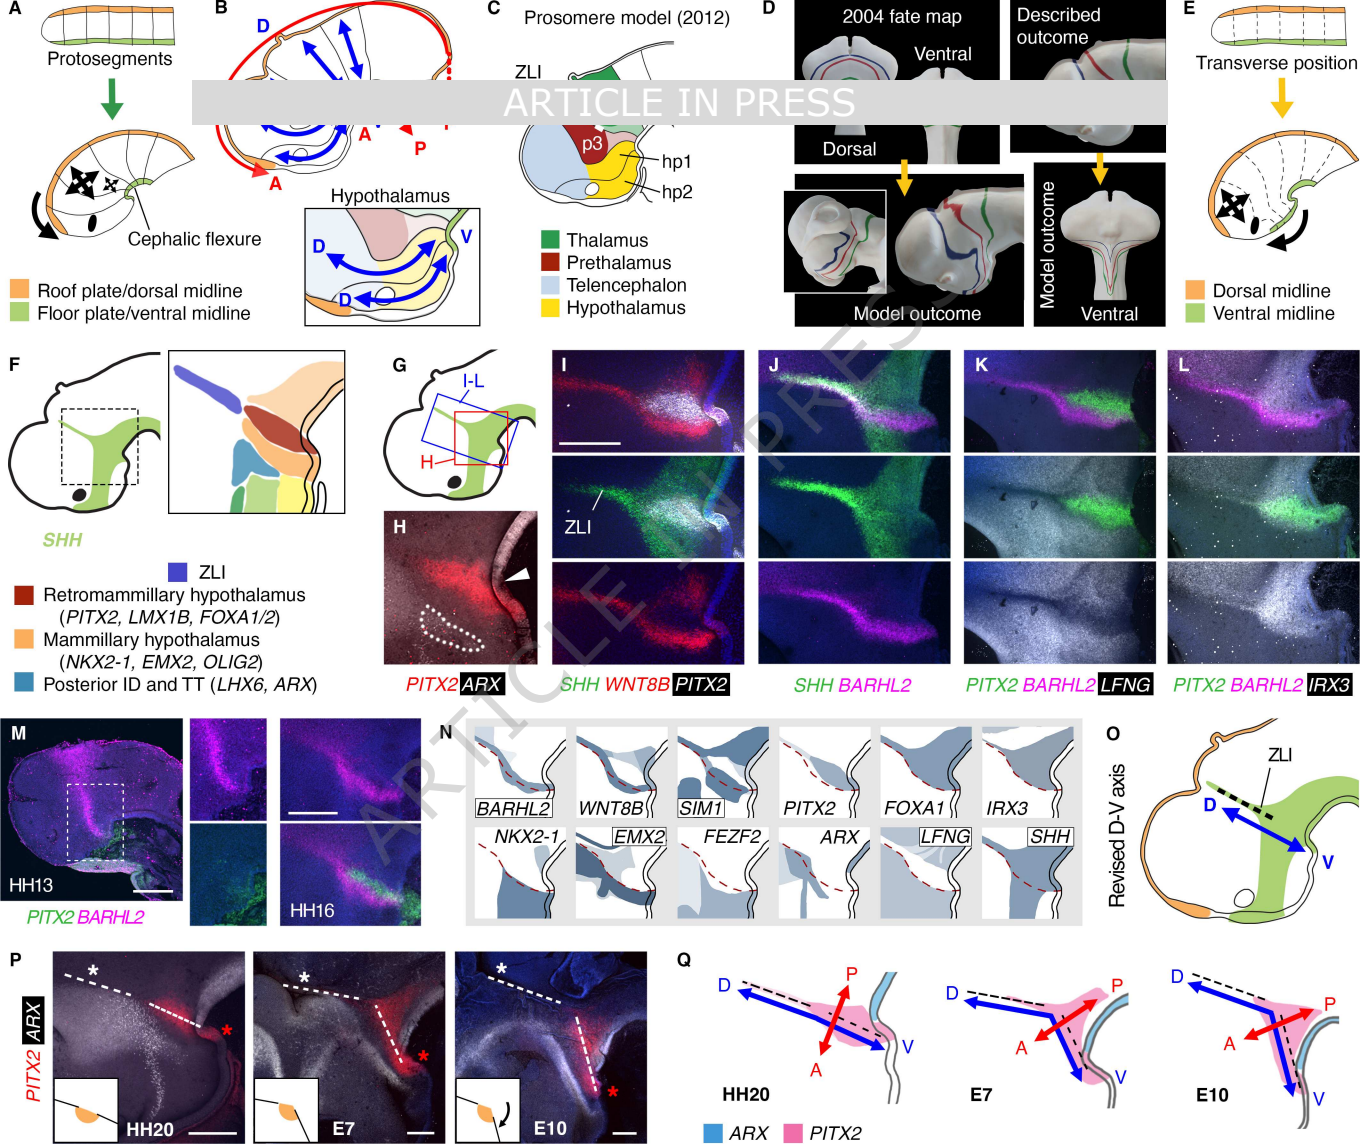 A
Protosegments
Cephalic flexure
Roof plate/dorsal midline
Floor plate/ventral midline
B
D
A
P
A
Hypothalamus
D
V
D
C
Prosomere model (2012)
ZLI
p3
hp1
hp2
Thalamus
Prethalamus
Telencephalon
Hypothalamus
D
2004 fate map
Ventral
Dorsal
Described
outcome
Model outcome
Model outcome
Ventral
E
Transverse position
Dorsal midline
Ventral midline
ARTICLE IN PRESS
ARTICLE IN PRESS
F
SHH
ZLI
Retromammillary hypothalamus
(PITX2, LMX1B, FOXA1/2)
Mammillary hypothalamus
(NKX2-1, EMX2, OLIG2)
Posterior ID and TT (LHX6, ARX)
G
I-L
H
H
PITX2 ARX
I
ZLI
SHH WNT8B PITX2
J
SHH BARHL2
K
PITX2 BARHL2 LFNG
L
PITX2 BARHL2 IRX3
M
HH13
PITX2 BARHL2
HH16
N
BARHL2
WNT8B
SIM1
PITX2
FOXA1
IRX3
NKX2-1
EMX2
FEZF2
ARX
LFNG
SHH
O
Revised D-V axis
ZLI
D
V
P
PITX2 ARX
*
*
HH20
*
*
E7
*
*
E10
Q
D
P
A
V
HH20
D
P
A
V
E7
D
P
A
V
E10
ARX
PITX2